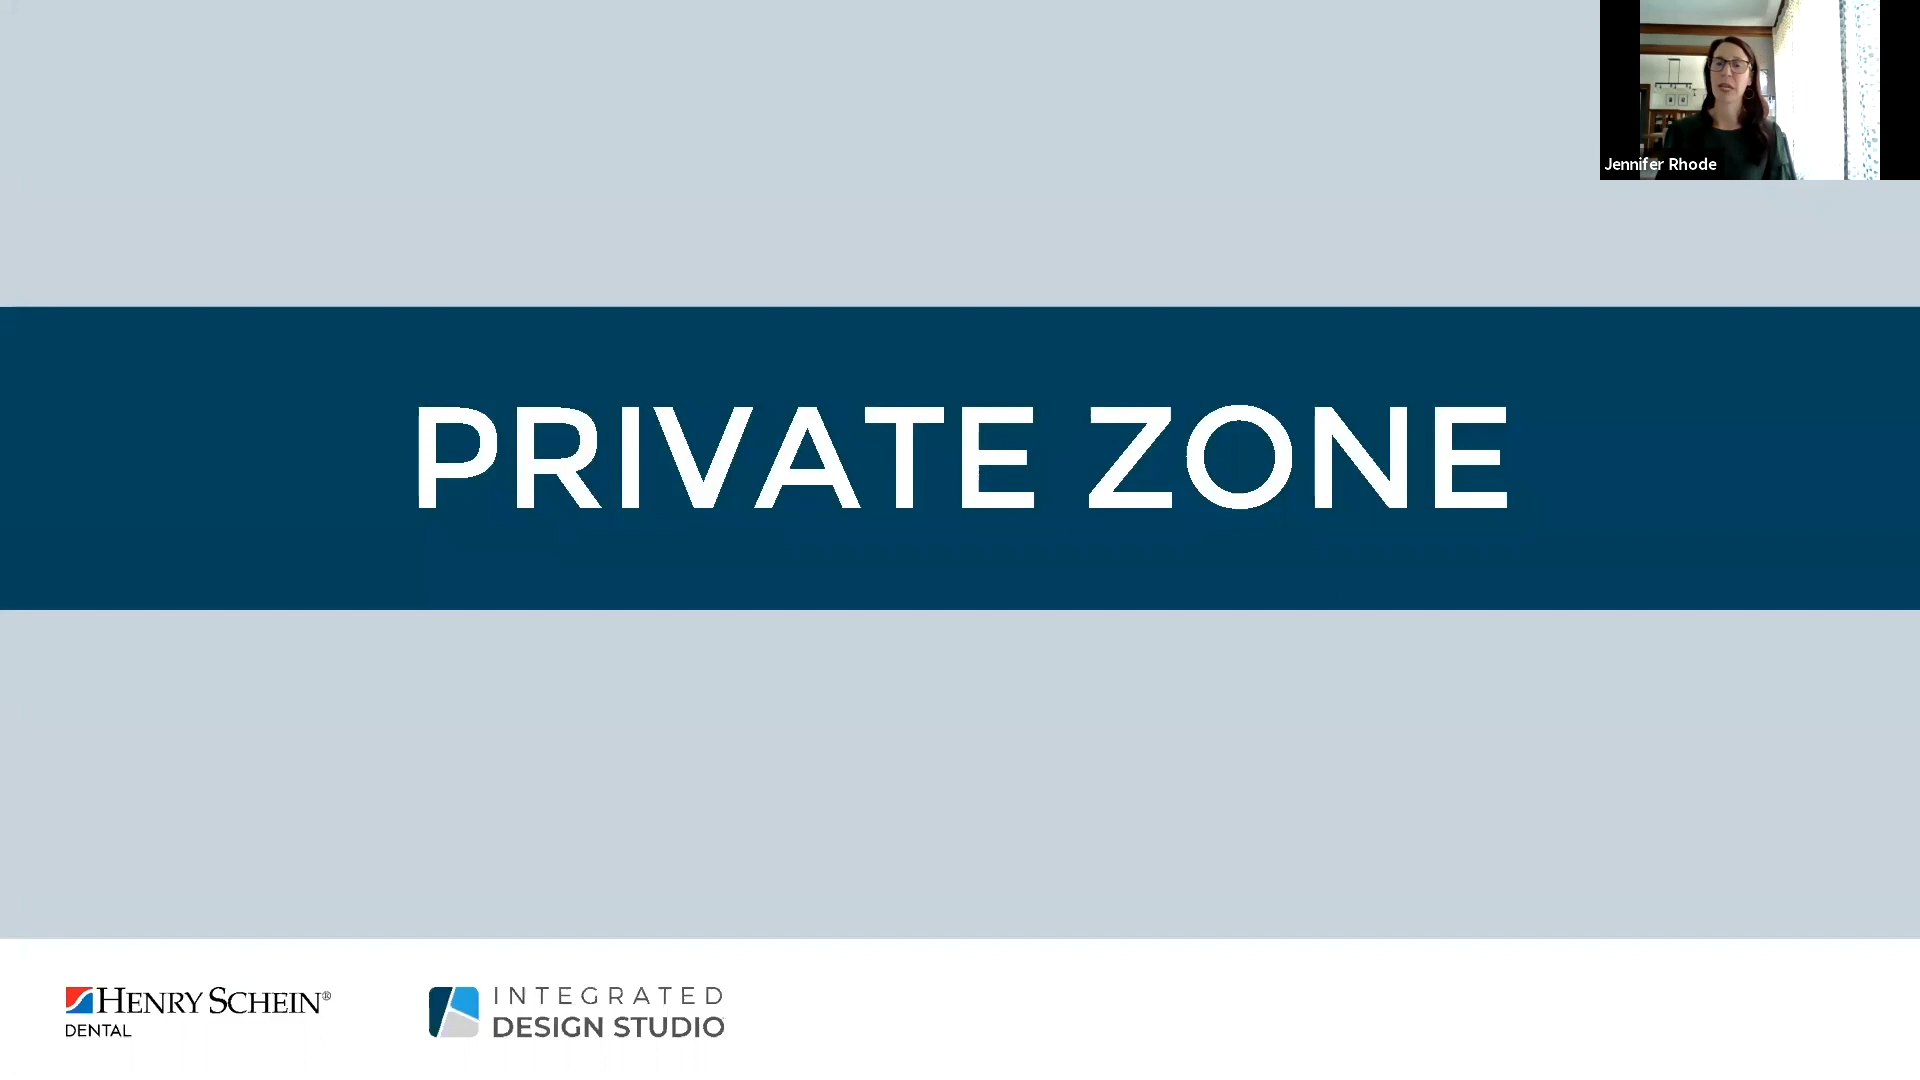 Jennifer Rhode
PRIVATE ZONE
HENRY SCHEIN®
DENTAL
INTEGRATED
DESIGN STUDIO